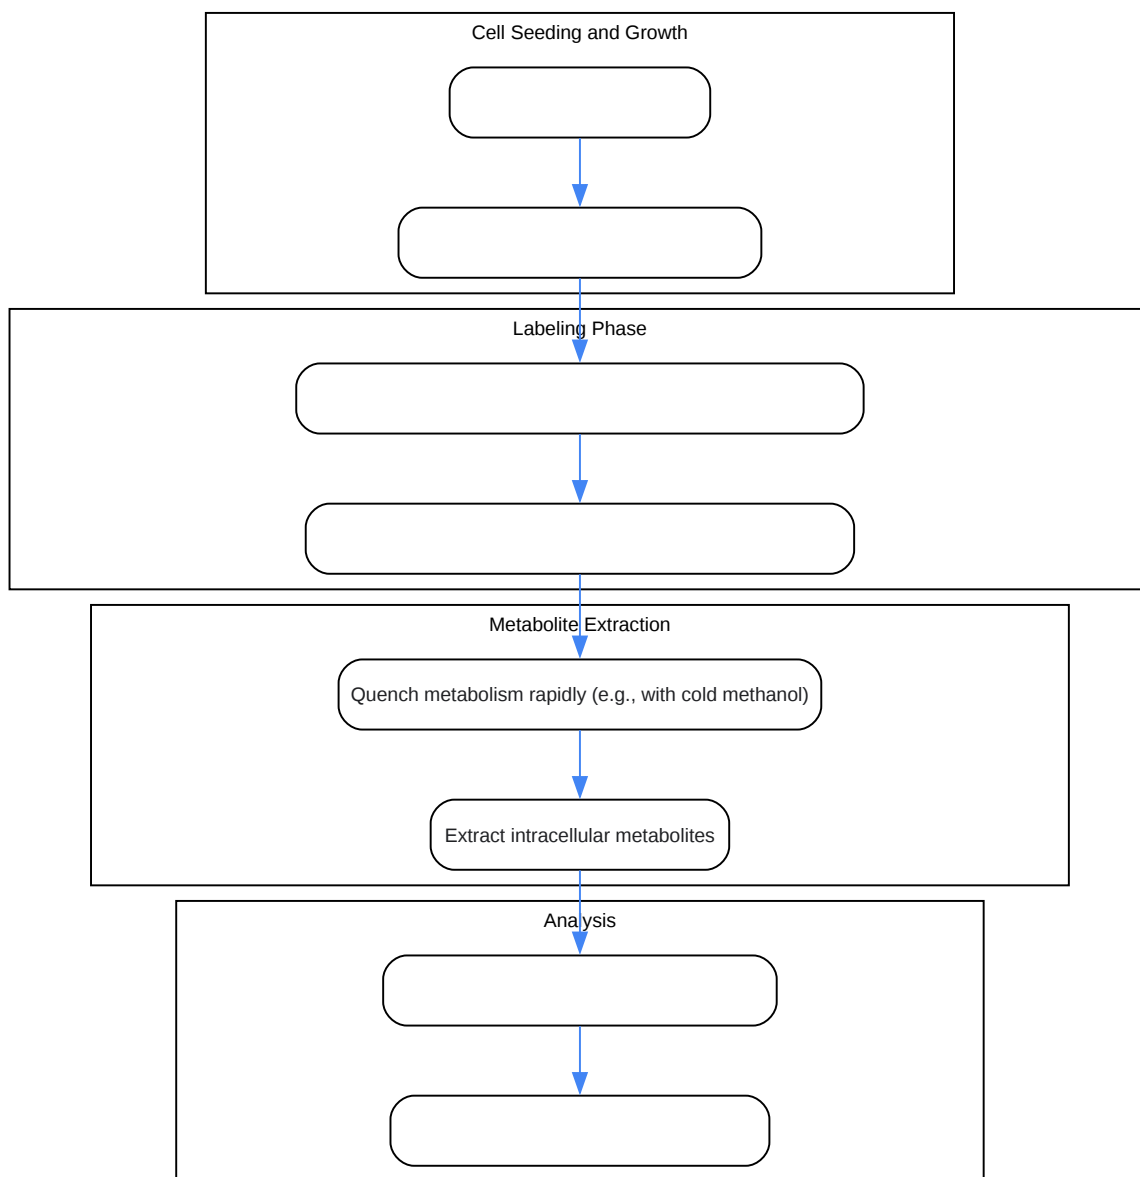 Cell Seeding and Growth
Labeling Phase
Metabolite Extraction
Quench metabolism rapidly (e.g., with cold methanol)
Extract intracellular metabolites
Analysis